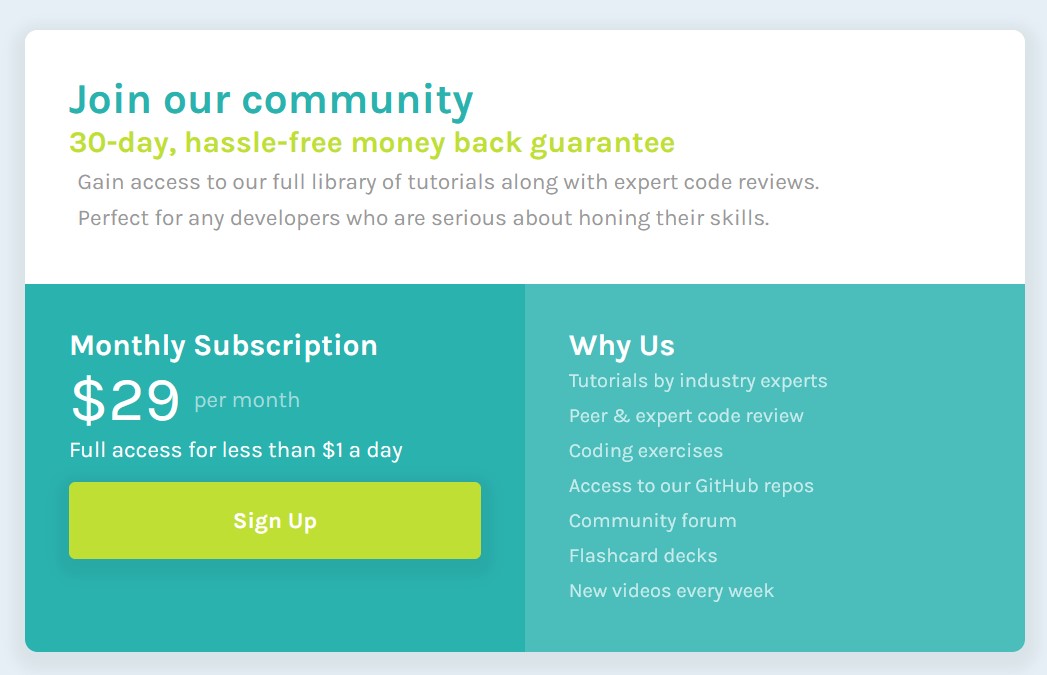 Join our community
30-day, hassle-free money back guarantee
Gain access to our full library of tutorials along with expert code reviews.
Perfect for any developers who are serious about honing their skills.
Monthly Subscription
$29 per month
Full access for less than $1 a day
Sign Up
Why Us
Tutorials by industry experts
Peer & expert code review
Coding exercises
Access to our GitHub repos
Community forum
Flashcard decks
New videos every week